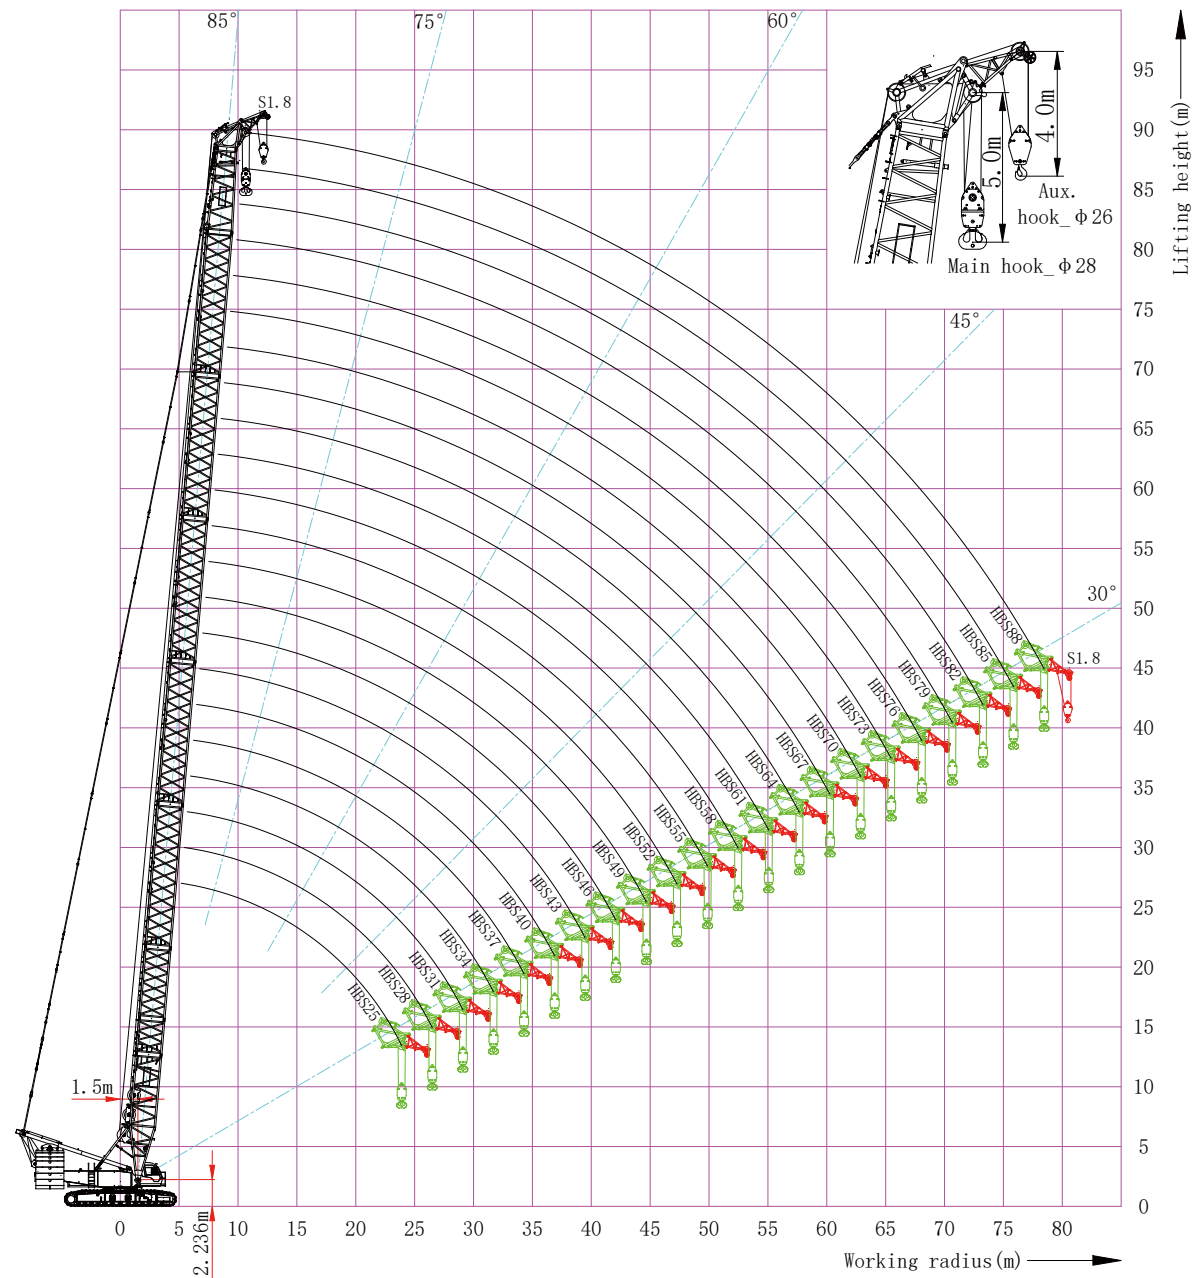 85°
75°
60°
95
S1.8
90
4.0m
5.0m
85
Aux.
hook_φ26
80
Main hook_φ28
Lifting height(m)
75
45°
70
65
60
55
50
30°
HBS88
HBS85
HBS82
HBS79
HBS76
HBS73
HBS70
HBS67
HBS64
HBS61
HBS58
HBS55
HBS52
HBS49
HBS46
HBS43
HBS40
HBS37
HBS34
HBS31
HBS28
HBS25
S1.8
45
40
35
30
25
20
15
1.5m
10
5
0
2.236m
0 5 10 15 20 25 30 35 40 45 50 55 60 65 70 75 80
Working radius(m)